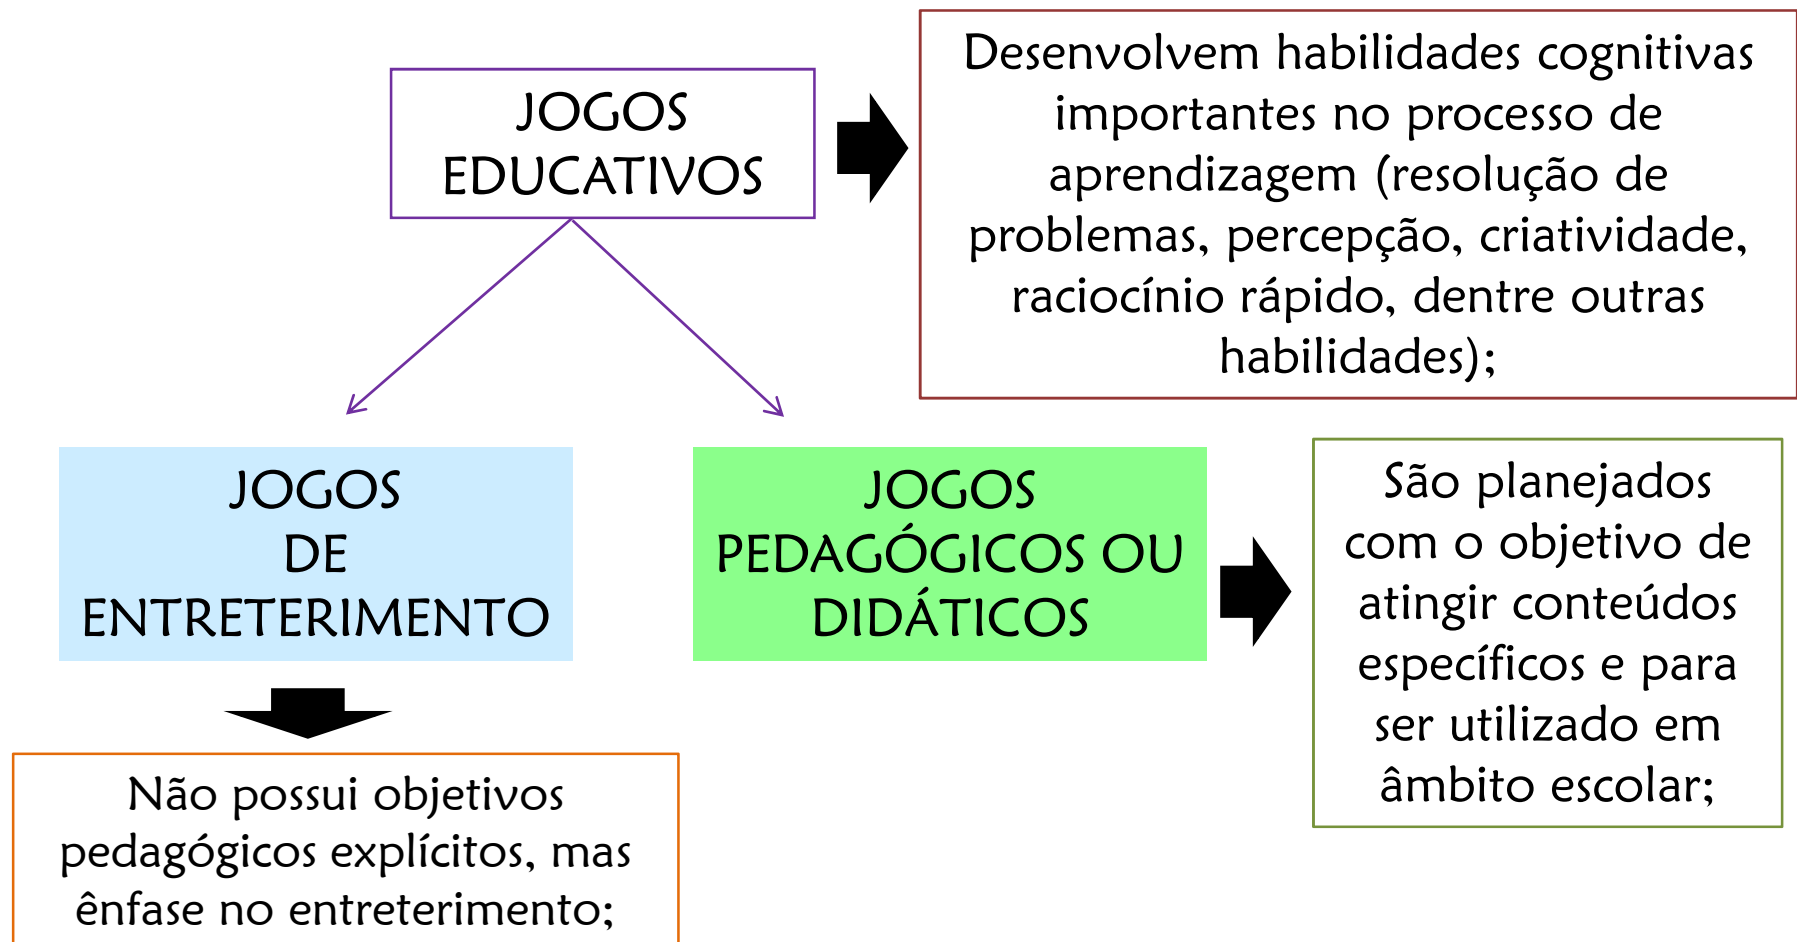 JOGOS
EDUCATIVOS
Desenvolvem habilidades cognitivas
importantes no processo de
aprendizagem (resolução de
problemas, percepção, criatividade,
raciocínio rápido, dentre outras
habilidades);
JOGOS
DE
ENTRETERIMENTO
JOGOS
PEDAGÓGICOS OU
DIDÁTICOS
São planejados
com o objetivo de
atingir conteúdos
específicos e para
ser utilizado em
âmbito escolar;
Não possui objetivos
pedagógicos explícitos, mas
ênfase no entreterimento;